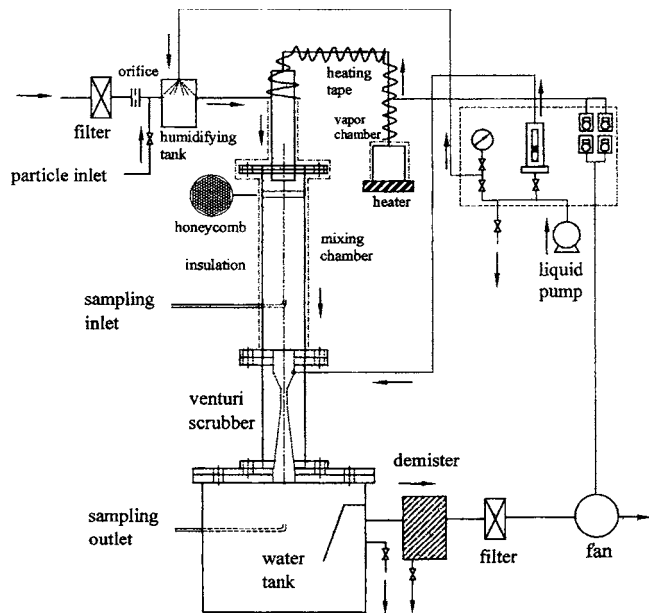 orifice
filter
humidifying
tank
particle inlet
heating
tape
vapor
chamber
heater
honeycomb
mixing
chamber
insulation
liquid
pump
sampling
inlet
venturi
scrubber
demister
sampling
outlet
water
tank
filter
fan